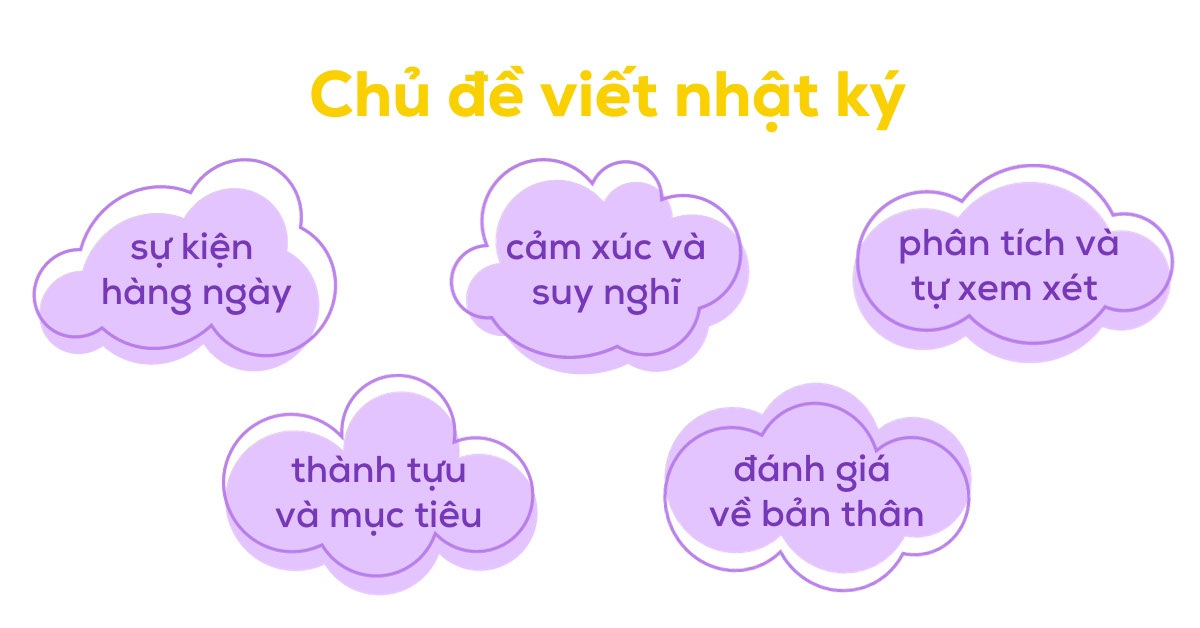 Chủ đề viết nhật ký
sự kiện
hàng ngày
cảm xúc và
suy nghĩ
phân tích và
tự xem xét
thành tựu
và mục tiêu
đánh giá
về bản thân